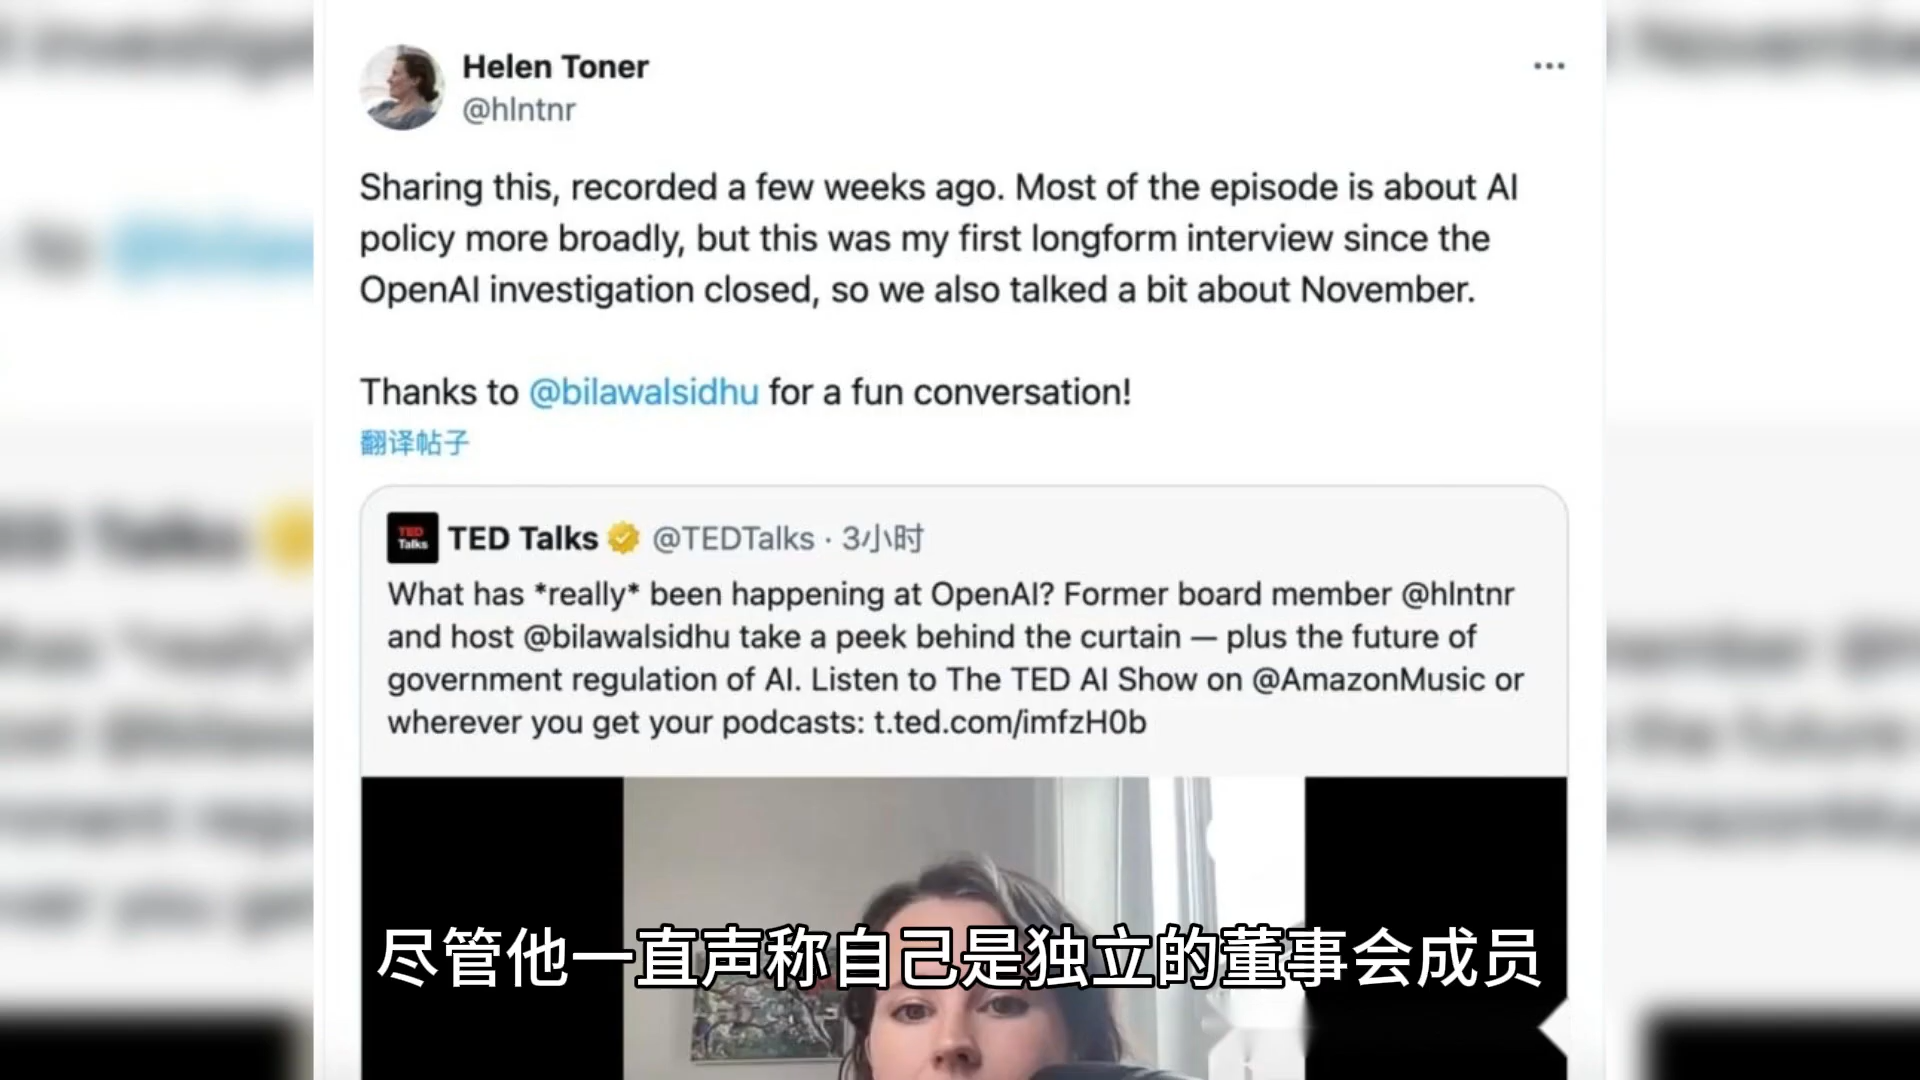 Helen Toner
@hlntnr
Sharing this, recorded a few weeks ago. Most of the episode is about AI
policy more broadly, but this was my first longform interview since the
OpenAI investigation closed, so we also talked a bit about November.
Thanks to @bilawalsidhu for a fun conversation!
翻译帖子
TED Talks
TED Talks @TEDTalks · 3小时
What has *really* been happening at OpenAI? Former board member @hlntnr
and host @bilawalsidhu take a peek behind the curtain — plus the future of
government regulation of AI. Listen to The TED AI Show on @AmazonMusic or
wherever you get your podcasts: t.ted.com/imfzH0b
尽管他一直声称自己是独立的董事会成员